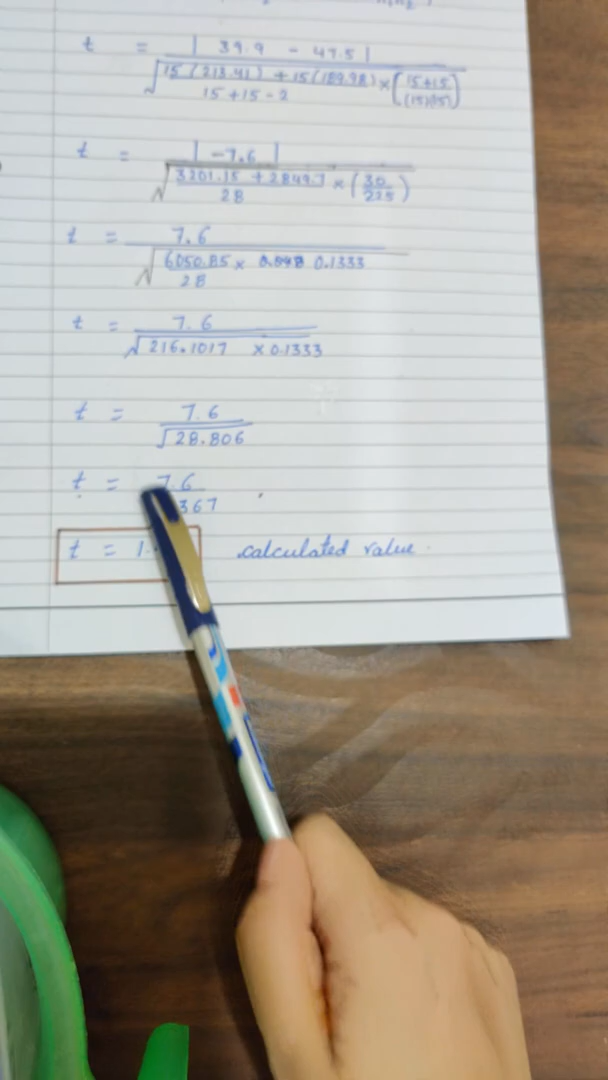 t = | 39.9 - 47.5 |
√ 15 (213.41) + 15 (189.98) × ( 15+15 )
15 + 15 - 2 (15)(15)
t = | -7.6 |
√ 3201.15 + 2849.7 × ( 30 )
28 225
t = 7.6
√ 6050.85 × 0.1333
28
t = 7.6
√ 216.1017 × 0.1333
t = 7.6
√ 28.806
t = 7.6
367
t = 1. calculated value.